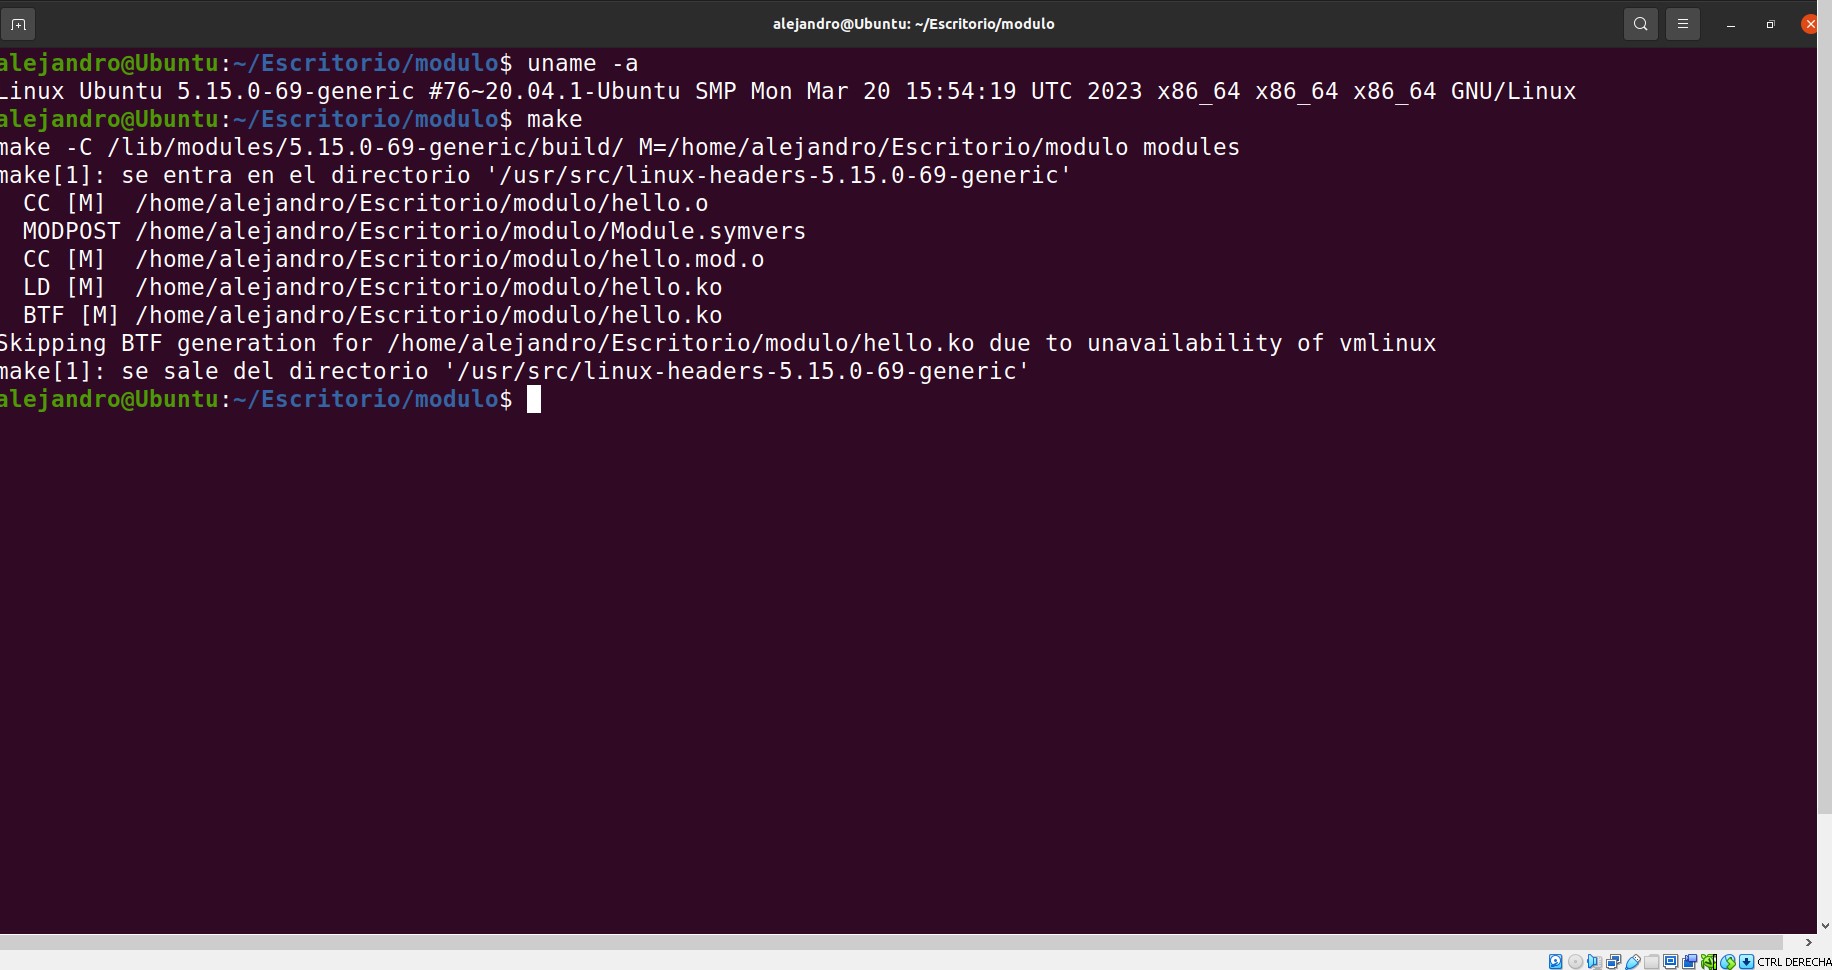 alejandro@Ubuntu: ~/Escritorio/modulo
alejandro@Ubuntu:~/Escritorio/modulo$ uname -a
Linux Ubuntu 5.15.0-69-generic #76~20.04.1-Ubuntu SMP Mon Mar 20 15:54:19 UTC 2023 x86_64 x86_64 x86_64 GNU/Linux
alejandro@Ubuntu:~/Escritorio/modulo$ make
make -C /lib/modules/5.15.0-69-generic/build/ M=/home/alejandro/Escritorio/modulo modules
make[1]: se entra en el directorio '/usr/src/linux-headers-5.15.0-69-generic'
  CC [M]  /home/alejandro/Escritorio/modulo/hello.o
  MODPOST /home/alejandro/Escritorio/modulo/Module.symvers
  CC [M]  /home/alejandro/Escritorio/modulo/hello.mod.o
  LD [M]  /home/alejandro/Escritorio/modulo/hello.ko
  BTF [M] /home/alejandro/Escritorio/modulo/hello.ko
Skipping BTF generation for /home/alejandro/Escritorio/modulo/hello.ko due to unavailability of vmlinux
make[1]: se sale del directorio '/usr/src/linux-headers-5.15.0-69-generic'
alejandro@Ubuntu:~/Escritorio/modulo$
CTRL DERECHA